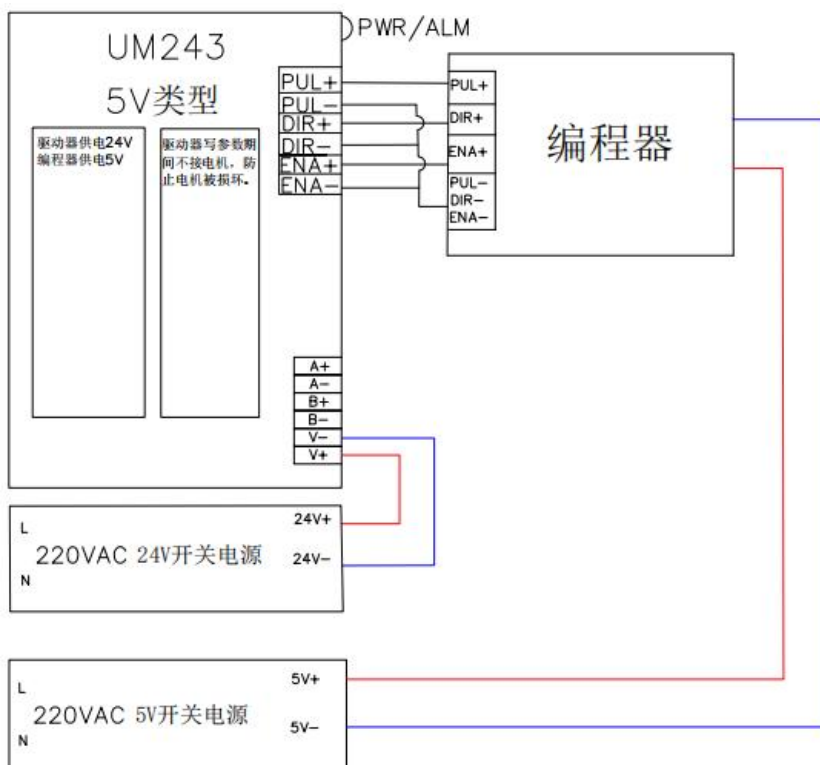 PWR/ALM
UM243
5V类型
驱动器供电24V
编程器供电5V
驱动器写参数期
间不接电机，防
止电机被损坏。
PUL+
PUL-
DIR+
DIR-
ENA+
ENA-
PUL+
DIR+
ENA+
PUL-
DIR-
ENA-
编程器
A+
A-
B+
B-
V-
V+
L
220VAC 24V开关电源
N
24V+
24V-
L
220VAC 5V开关电源
N
5V+
5V-